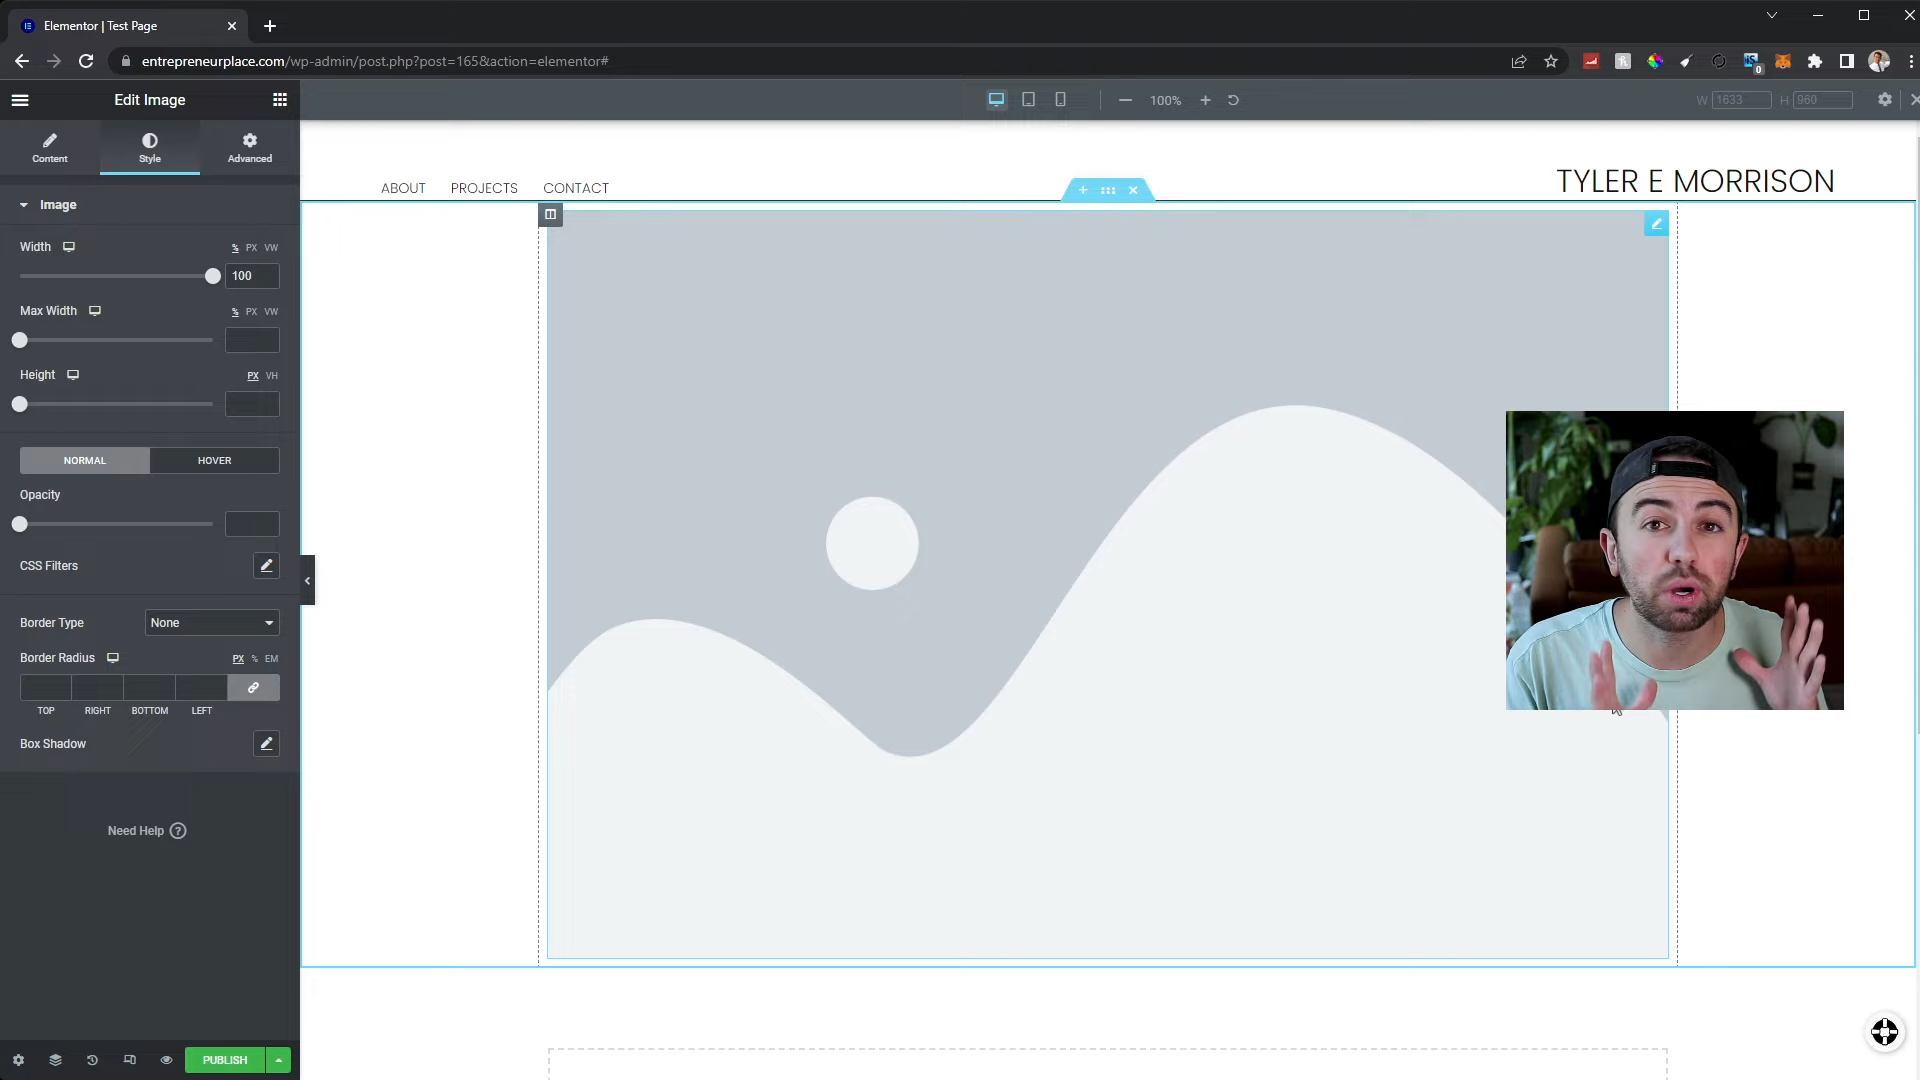 Elementor | Test Page
entrepreneurplace.com/wp-admin/post.php?post=165&action=elementor#
0
Edit Image
100%
W 1633 H 960
Content Style Advanced
ABOUT PROJECTS CONTACT
TYLER E MORRISON
Image
Width % PX VW
100
Max Width % PX VW
Height PX VH
NORMAL HOVER
Opacity
CSS Filters
Border Type None
Border Radius PX % EM
TOP RIGHT BOTTOM LEFT
Box Shadow
Need Help ?
PUBLISH